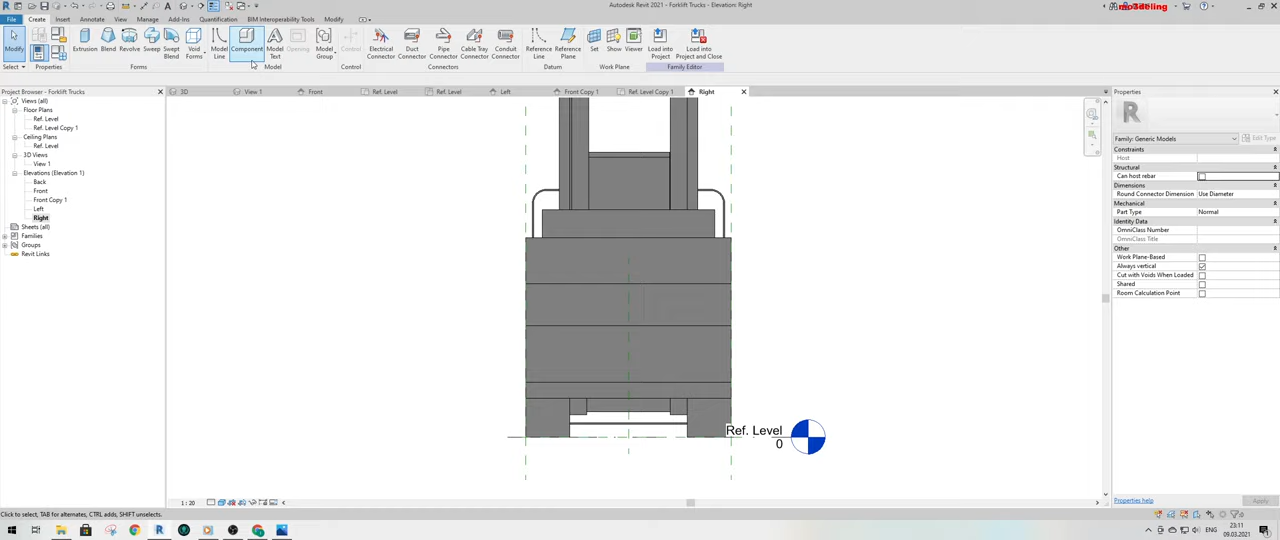 Autodesk Revit 2021 - Forklift Trucks - Elevation: Right
mo3deling
File Create Insert Annotate View Manage Add-Ins Quantification BIM Interoperability Tools Modify
Modify Extrusion Blend Revolve Sweep Swept Blend Void Forms Model Line Component Model Text Opening Model Group Control Electrical Connector Duct Connector Pipe Connector Cable Tray Connector Conduit Connector Reference Line Reference Plane Set Show Viewer Load into Project Load into Project and Close
Select Properties Forms Model Control Connectors Datum Work Plane Family Editor
Project Browser - Forklift Trucks
3D View 1 Front Ref. Level Ref. Level Left Front Copy 1 Ref. Level Copy 1 Right
Properties
Views (all)
Floor Plans
Ref. Level
Ref. Level Copy 1
Ceiling Plans
Ref. Level
3D Views
View 1
Elevations (Elevation 1)
Back
Front
Front Copy 1
Left
Right
Sheets (all)
Families
Groups
Revit Links
Family: Generic Models Edit Type
Constraints
Host
Structural
Can host rebar
Dimensions
Round Connector Dimension Use Diameter
Mechanical
Part Type Normal
Identity Data
OmniClass Number
OmniClass Title
Other
Work Plane-Based
Always vertical
Cut with Voids When Loaded
Shared
Room Calculation Point
Ref. Level
0
Properties help Apply
1 : 20
Click to select, TAB for alternates, CTRL adds, SHIFT unselects.
:0
ENG
23:11
09.03.2021